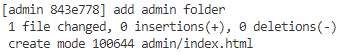 [admin 843e778] add admin folder
 1 file changed, 0 insertions(+), 0 deletions(-)
 create mode 100644 admin/index.html